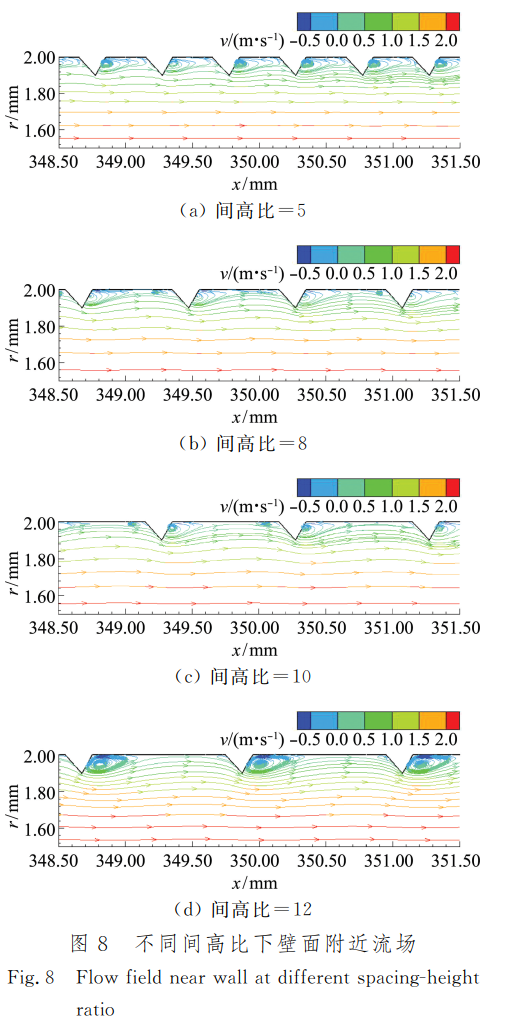 v/(m•s⁻¹) -0.5 0.0 0.5 1.0 1.5 2.0
2.00
1.80
1.60
r/mm
348.50 349.00 349.50 350.00 350.50 351.00 351.50
x/mm
(a) 间高比=5
v/(m•s⁻¹) -0.5 0.0 0.5 1.0 1.5 2.0
2.00
1.80
1.60
r/mm
348.50 349.00 349.50 350.00 350.50 351.00 351.50
x/mm
(b) 间高比=8
v/(m•s⁻¹) -0.5 0.0 0.5 1.0 1.5 2.0
2.00
1.80
1.60
r/mm
348.50 349.00 349.50 350.00 350.50 351.00 351.50
x/mm
(c) 间高比=10
v/(m•s⁻¹) -0.5 0.0 0.5 1.0 1.5 2.0
2.00
1.80
1.60
r/mm
348.50 349.00 349.50 350.00 350.50 351.00 351.50
x/mm
(d) 间高比=12
图 8 不同间高比下壁面附近流场
Fig. 8 Flow field near wall at different spacing-height
ratio